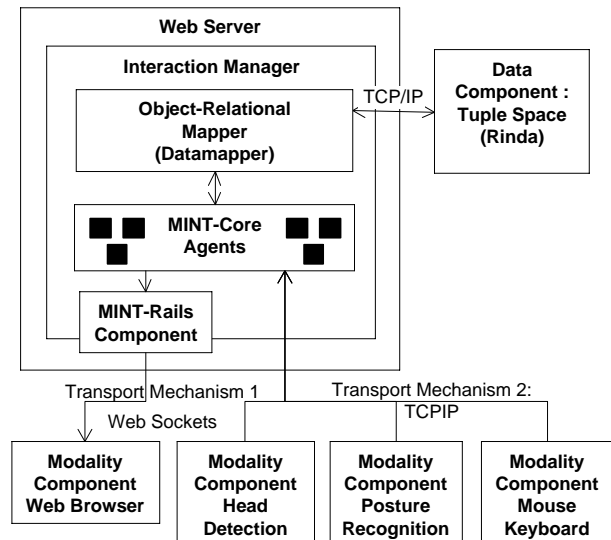 Web Server
Interaction Manager
Object-Relational
Mapper
(Datamapper)
TCP/IP
Data
Component :
Tuple Space
(Rinda)
MINT-Core
Agents
MINT-Rails
Component
Transport Mechanism 1
Web Sockets
Transport Mechanism 2:
TCPIP
Modality
Component
Web Browser
Modality
Component
Head
Detection
Modality
Component
Posture
Recognition
Modality
Component
Mouse
Keyboard